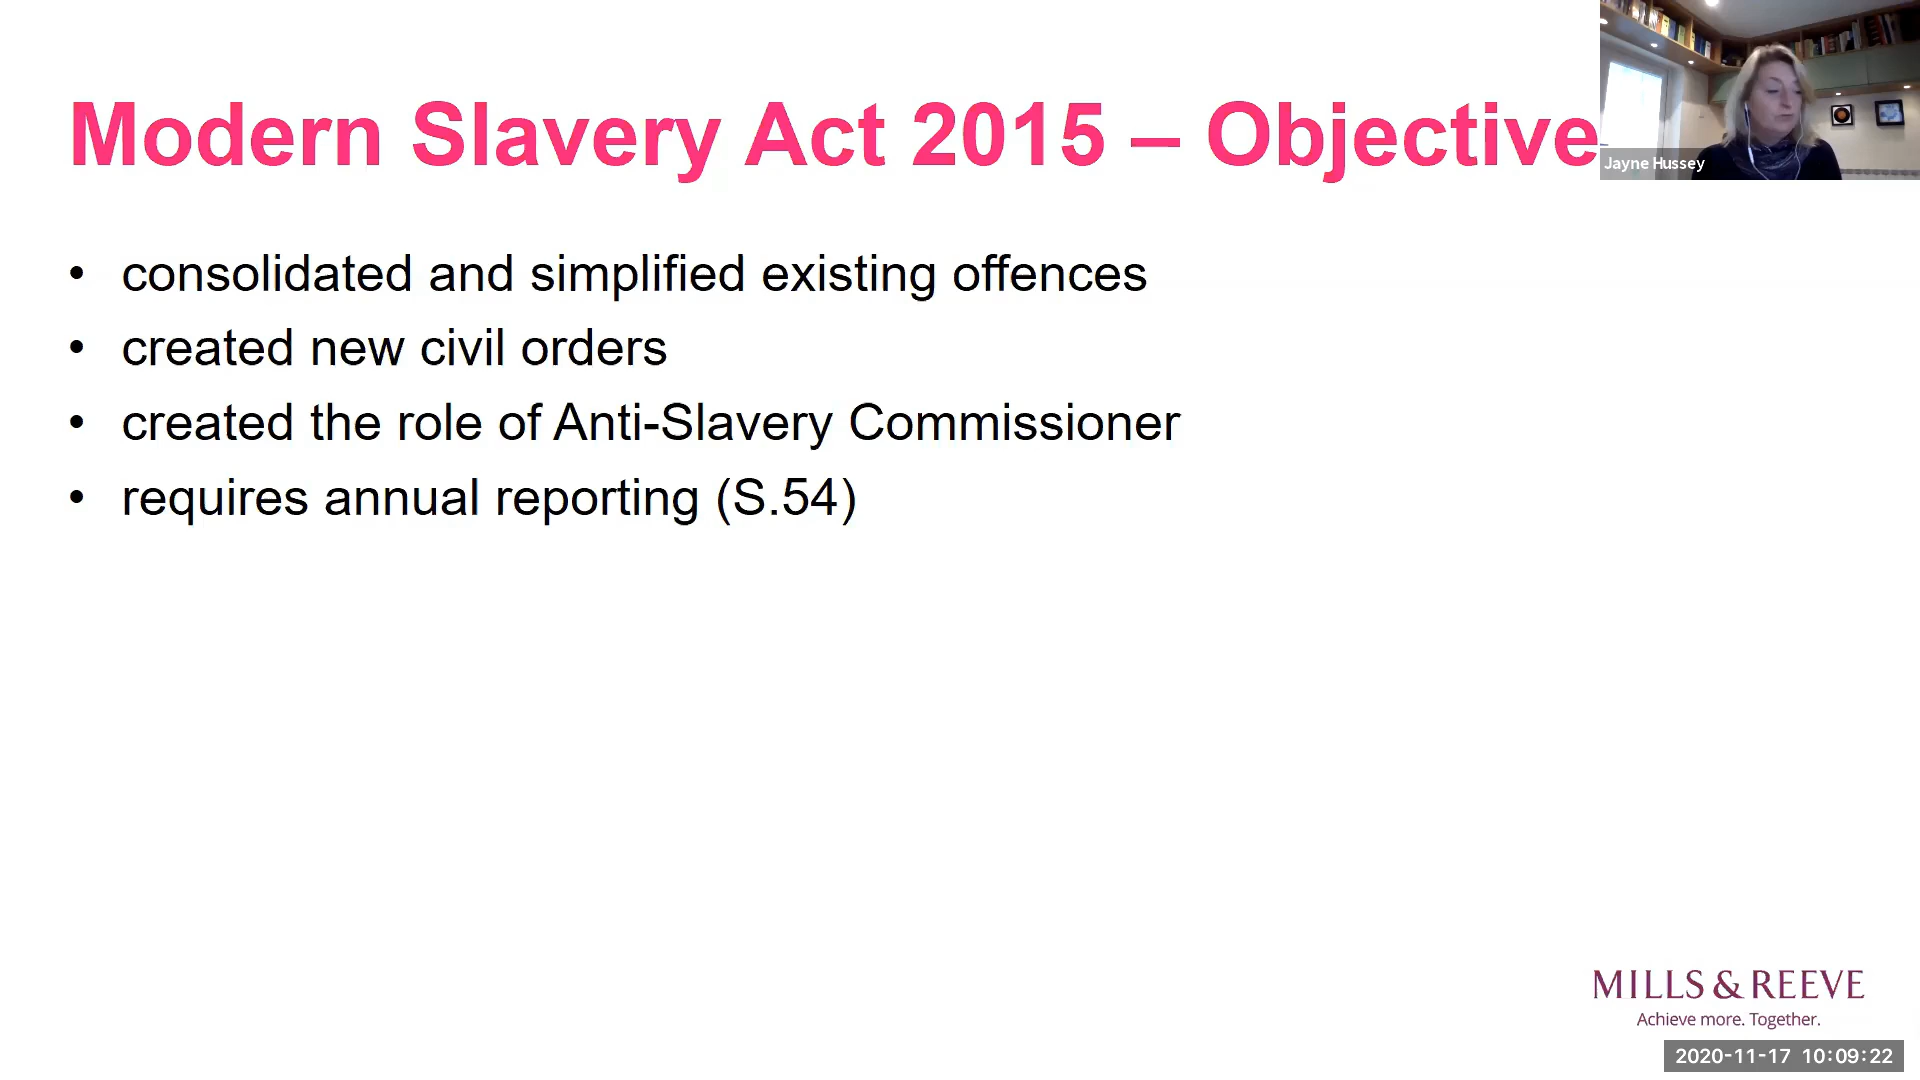 Modern Slavery Act 2015 – Objective
Jayne Hussey
• consolidated and simplified existing offences
• created new civil orders
• created the role of Anti-Slavery Commissioner
• requires annual reporting (S.54)
MILLS & REEVE
Achieve more. Together.
2020-11-17 10:09:22